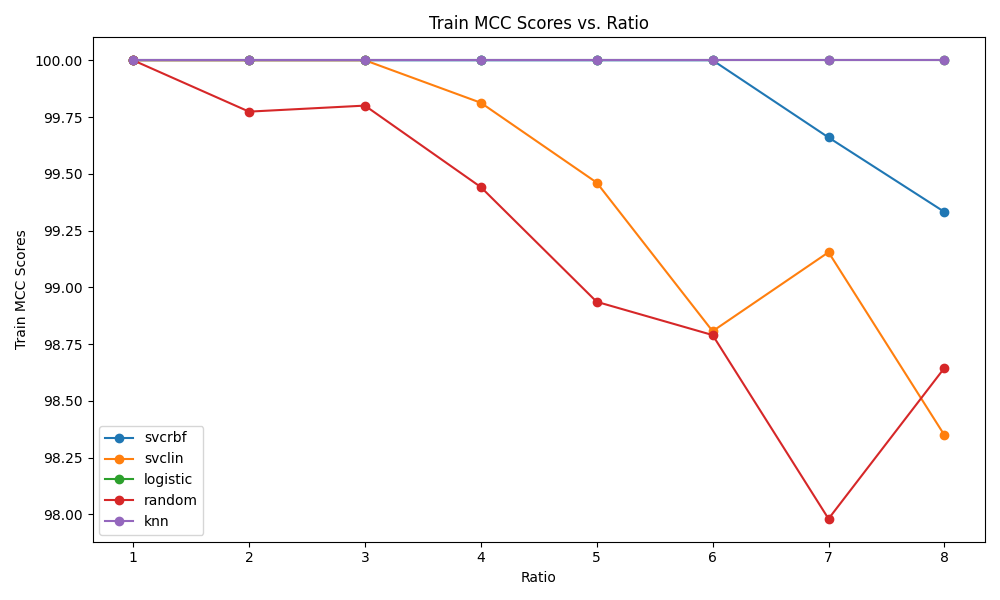 Train MCC Scores vs. Ratio
100.00
99.75
99.50
99.25
99.00
98.75
98.50
98.25
98.00
Train MCC Scores
svcrbf
svclin
logistic
random
knn
1 2 3 4 5 6 7 8
Ratio